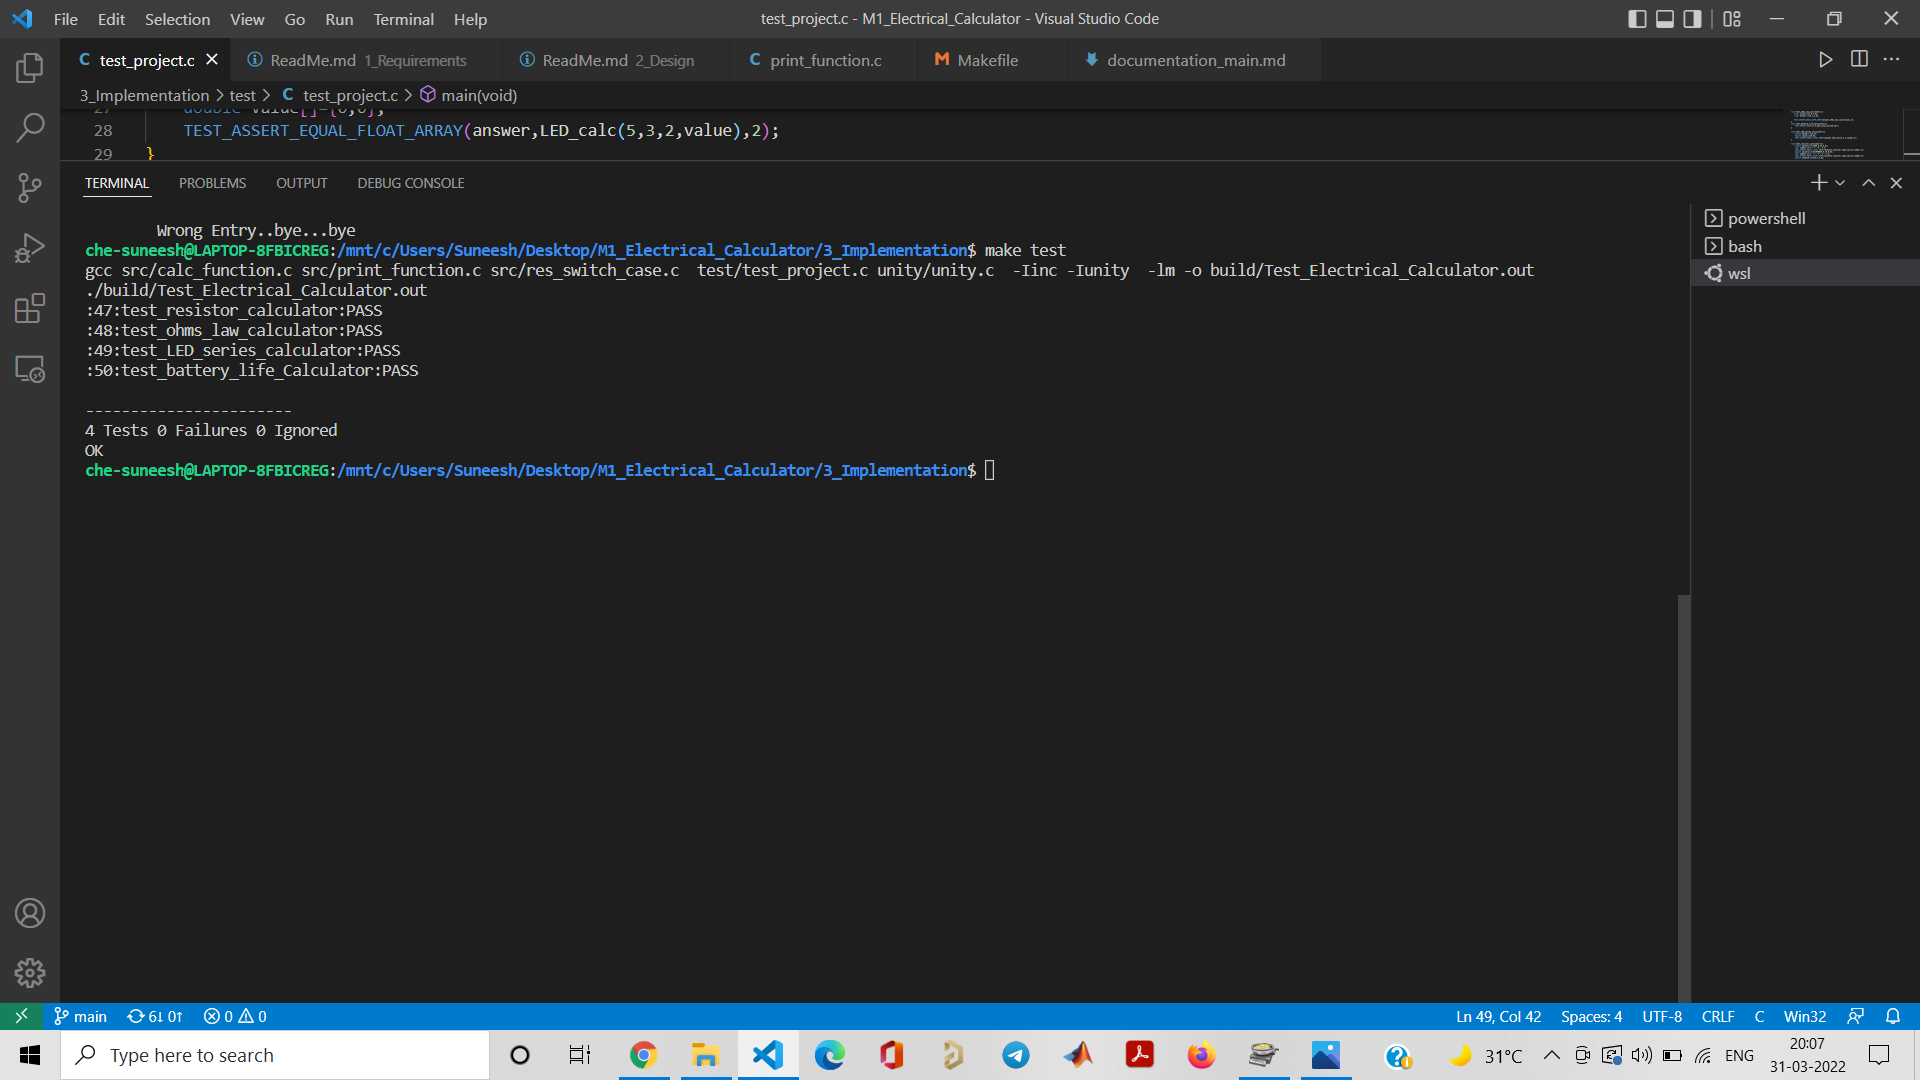 File Edit Selection View Go Run Terminal Help
test_project.c - M1_Electrical_Calculator - Visual Studio Code
C test_project.c
ReadMe.md 1_Requirements
ReadMe.md 2_Design
C print_function.c
M Makefile
documentation_main.md
3_Implementation > test > C test_project.c > main(void)
27 double value[]={0,0};
28 TEST_ASSERT_EQUAL_FLOAT_ARRAY(answer,LED_calc(5,3,2,value),2);
29 }
TERMINAL PROBLEMS OUTPUT DEBUG CONSOLE
powershell
bash
wsl
Wrong Entry..bye...bye
che-suneesh@LAPTOP-8FBICREG:/mnt/c/Users/Suneesh/Desktop/M1_Electrical_Calculator/3_Implementation$ make test
gcc src/calc_function.c src/print_function.c src/res_switch_case.c  test/test_project.c unity/unity.c  -Iinc -Iunity  -lm -o build/Test_Electrical_Calculator.out
./build/Test_Electrical_Calculator.out
:47:test_resistor_calculator:PASS
:48:test_ohms_law_calculator:PASS
:49:test_LED_series_calculator:PASS
:50:test_battery_life_Calculator:PASS
-----------------------
4 Tests 0 Failures 0 Ignored
OK
che-suneesh@LAPTOP-8FBICREG:/mnt/c/Users/Suneesh/Desktop/M1_Electrical_Calculator/3_Implementation$
main 6↓ 0↑ 0 0
Ln 49, Col 42 Spaces: 4 UTF-8 CRLF C Win32
Type here to search
31°C
ENG
20:07
31-03-2022